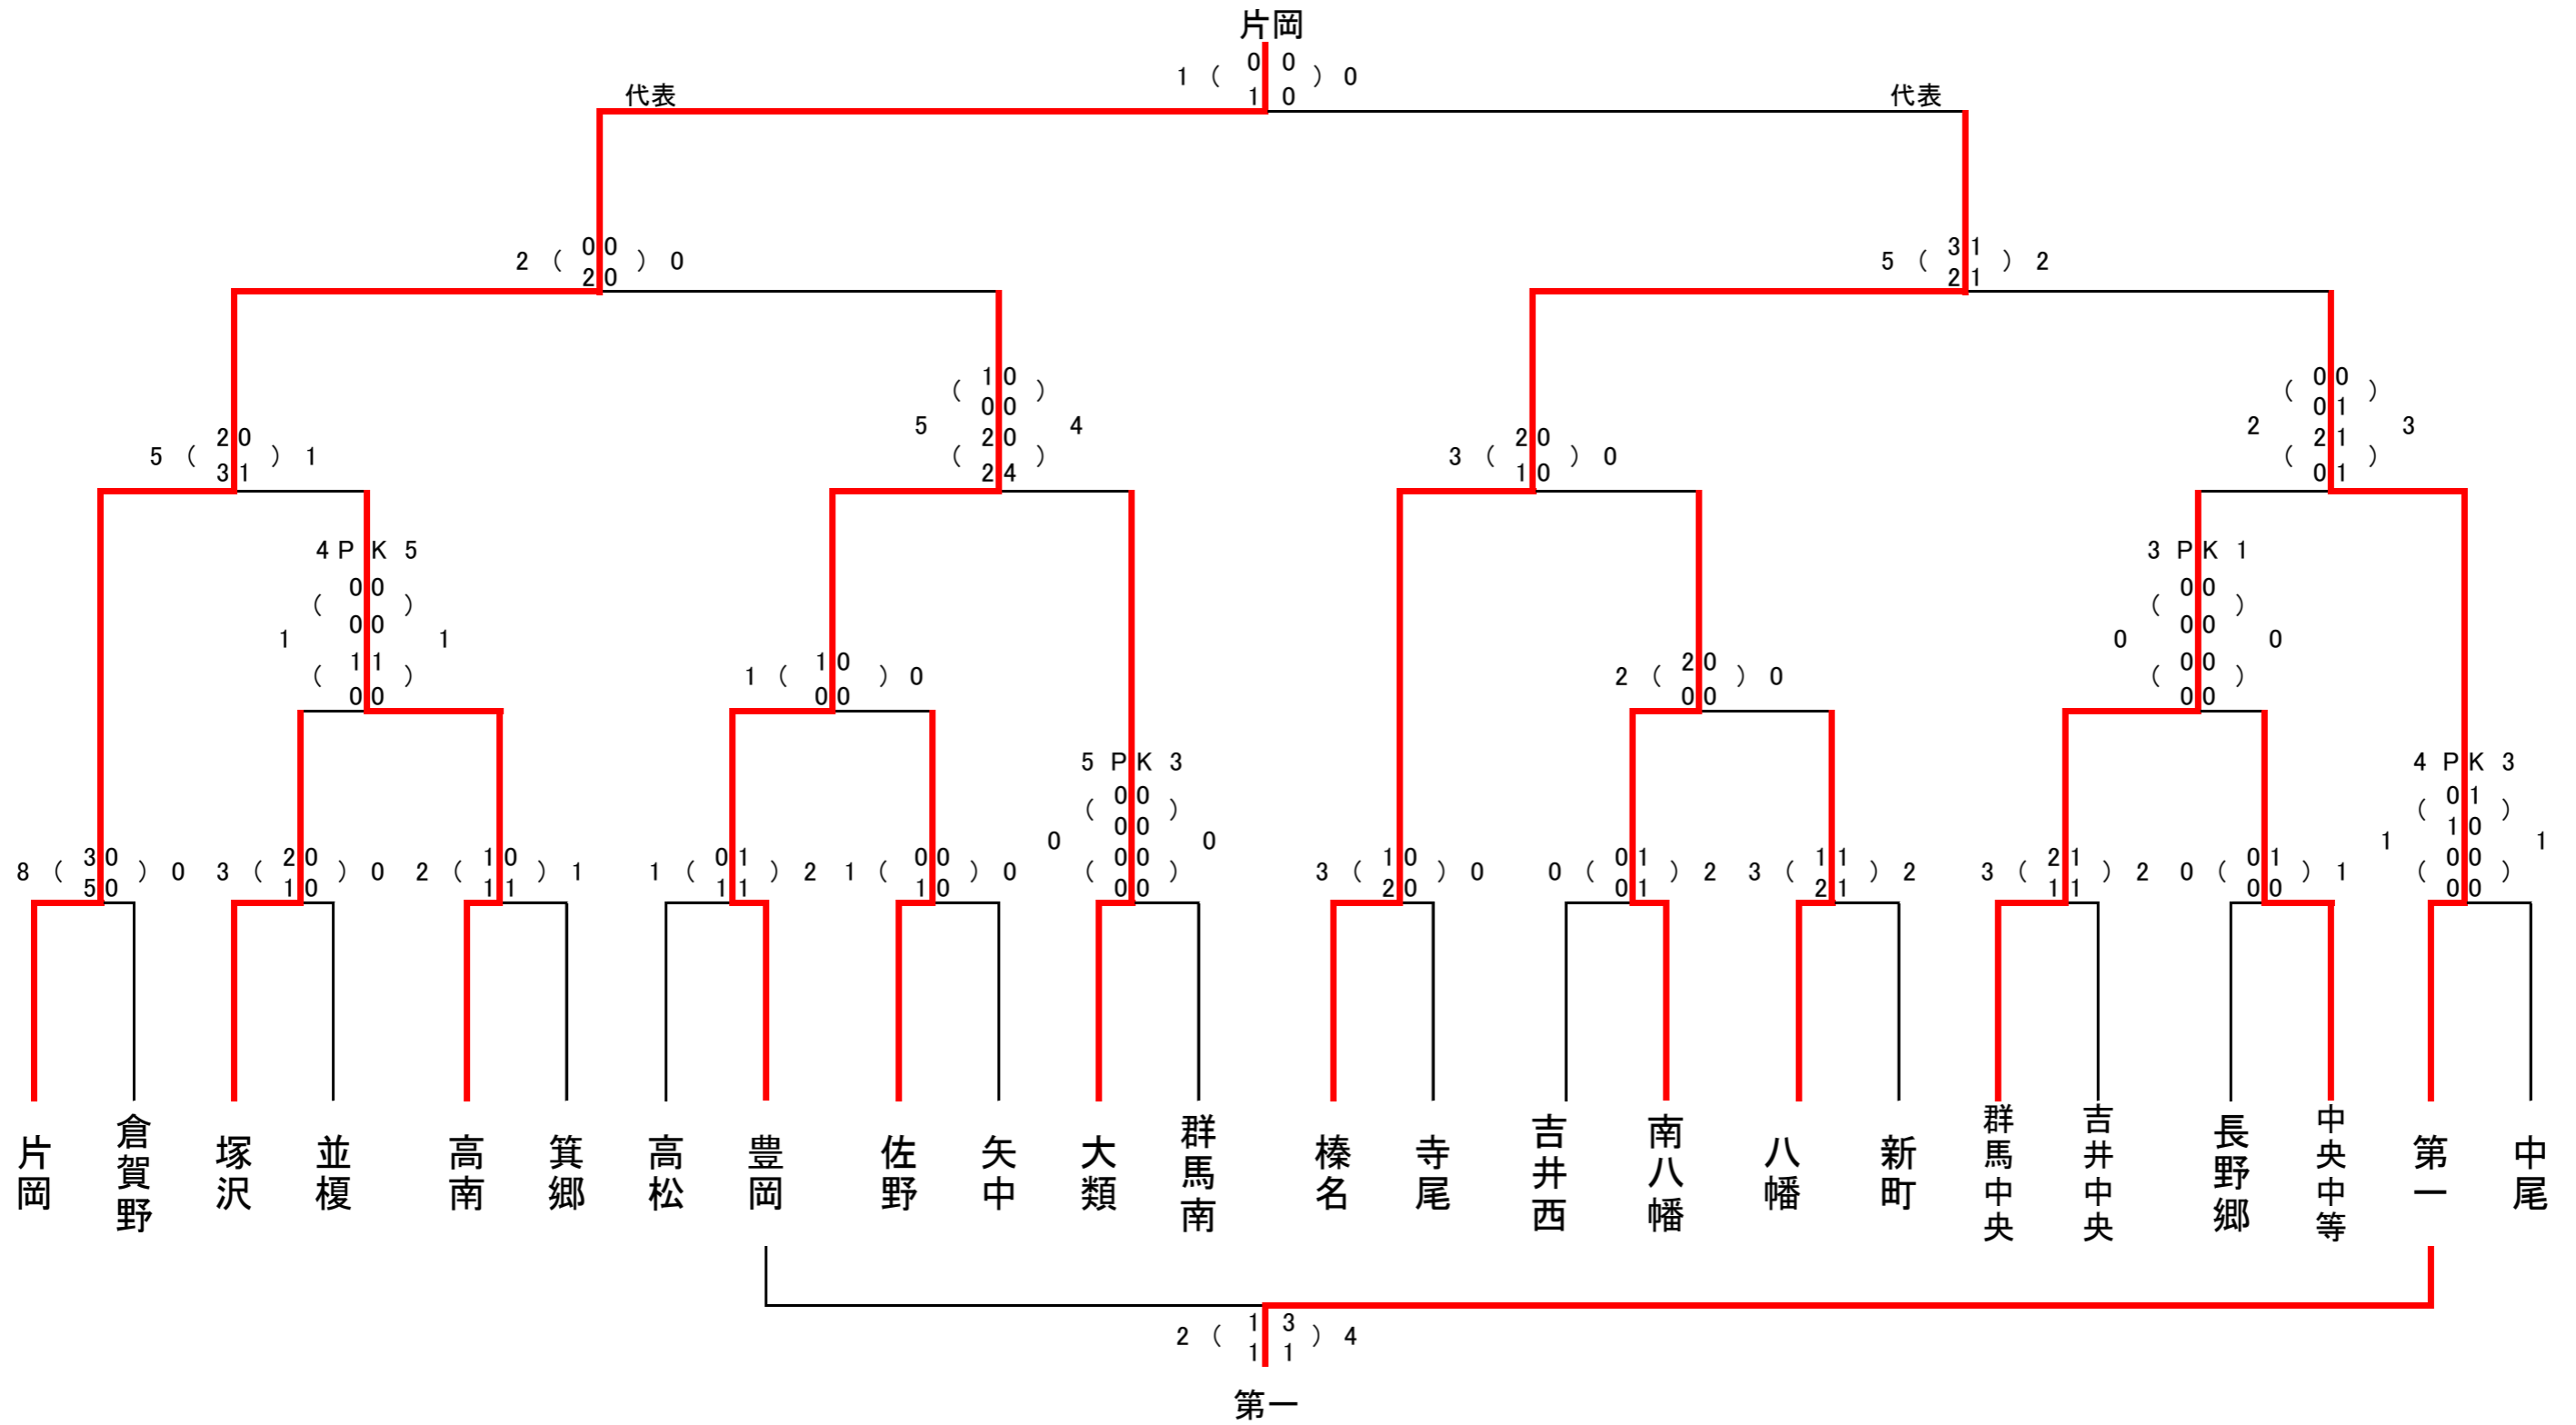 片岡
0 0
1 ( ) 0
1 0
代表 代表
0 0 3 1
2 ( ) 0 5 ( ) 2
2 0 2 1
1 0 0 0
( ) ( )
0 0 0 1
5 4 2 3
2 0 2 0 2 0 2 1
5 ( ) 1 ( ) 3 ( ) 0 ( )
3 1 2 4 1 0 0 1
4 P K 5 3 P K 1
0 0 0 0
( ) ( )
0 0 0 0
1 1 0 0
1 1 1 0 2 0 0 0
( ) 1 ( ) 0 2 ( ) 0 ( )
0 0 0 0 0 0 0 0
5 P K 3 4 P K 3
0 0 0 1
( ) ( )
0 0 1 0
0 0 1 1
3 0 2 0 1 0 0 1 0 0 0 0 1 0 0 1 1 1 2 1 0 1 0 0
8 ( ) 0 3 ( ) 0 2 ( ) 1 1 ( ) 2 1 ( ) 0 ( ) 3 ( ) 0 0 ( ) 2 3 ( ) 2 3 ( ) 2 0 ( ) 1 ( )
5 0 1 0 1 1 1 1 1 0 0 0 2 0 0 1 2 1 1 1 0 0 0 0
片岡
倉賀野
塚沢
並榎
高南
箕郷
高松
豊岡
佐野
矢中
大類
群馬南
榛名
寺尾
吉井西
南八幡
八幡
新町
群馬中央
吉井中央
長野郷
中央中等
第一
中尾
1 3
2 ( ) 4
1 1
第一